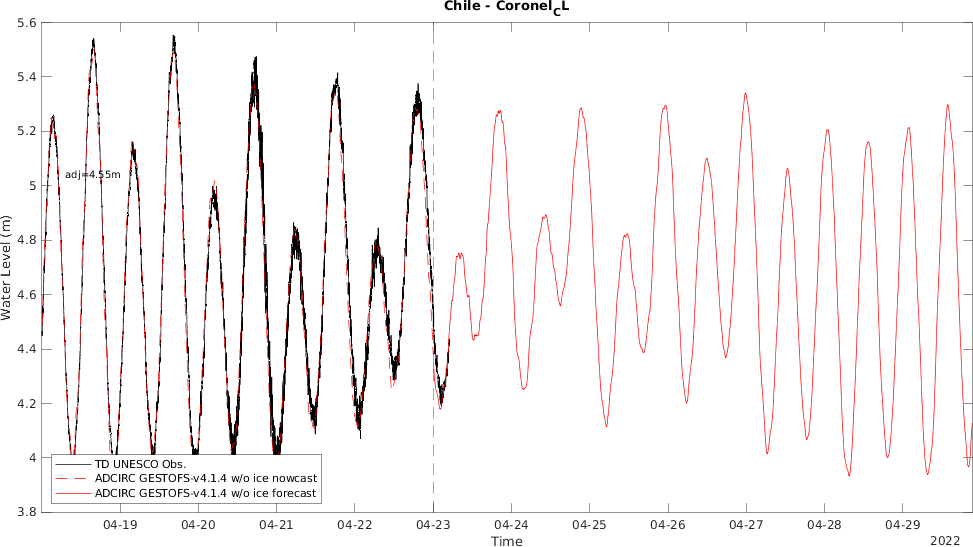 Chile - Coronel_CL
5.6
5.4
5.2
5
4.8
4.6
4.4
4.2
4
3.8
Water Level (m)
adj=4.55m
TD UNESCO Obs.
ADCIRC GESTOFS-v4.1.4 w/o ice nowcast
ADCIRC GESTOFS-v4.1.4 w/o ice forecast
04-19 04-20 04-21 04-22 04-23 04-24 04-25 04-26 04-27 04-28 04-29
Time
2022